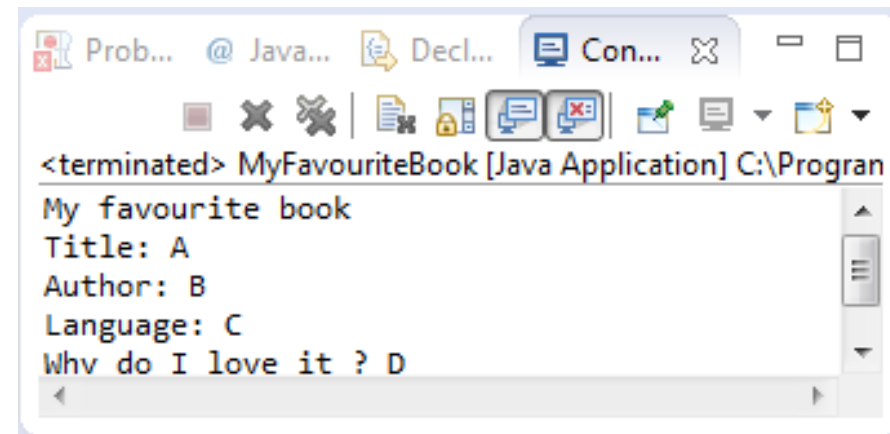 Prob... @ Java... Decl... Con...
<terminated> MyFavouriteBook [Java Application] C:\Progran
My favourite book
Title: A
Author: B
Language: C
Why do I love it ? D